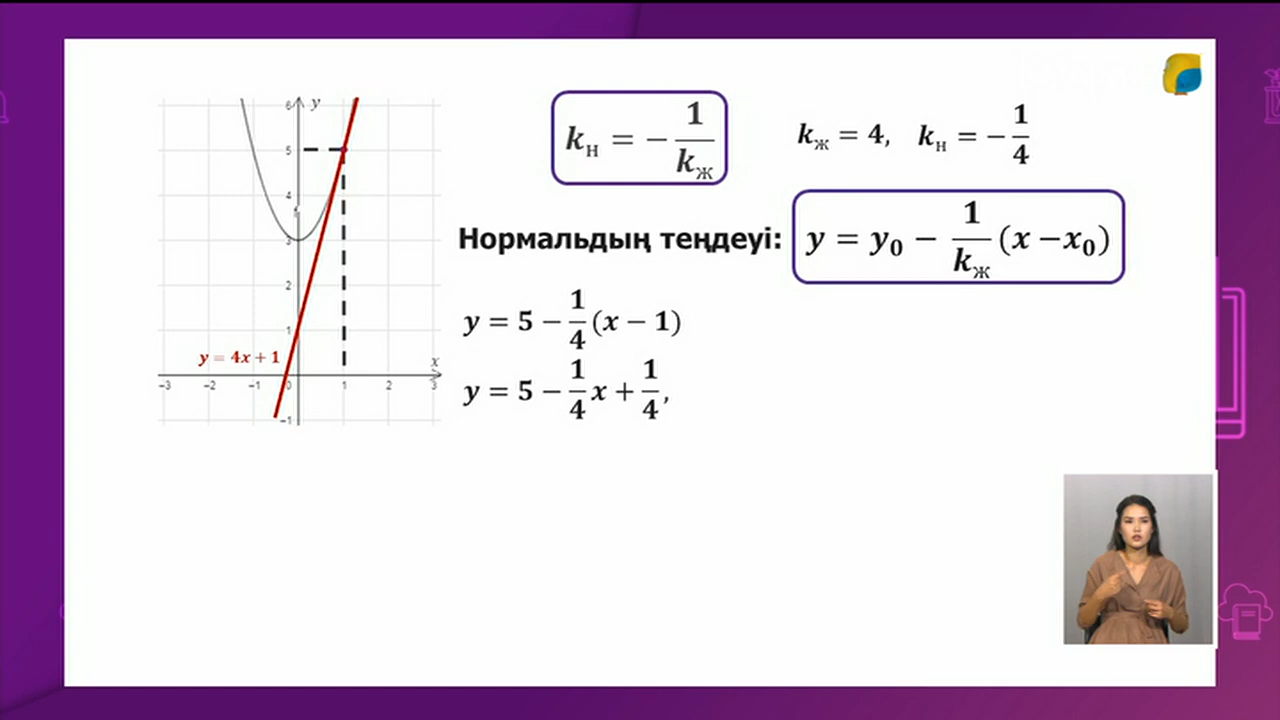 kн = − 1/kж
kж = 4, kн = − 1/4
Нормальдың теңдеуі: y = y₀ − 1/kж (x − x₀)
y = 5 − 1/4 (x − 1)
y = 5 − 1/4 x + 1/4,
y
6
5
4
f
3
2
1
y = 4x + 1
x
−3 −2 −1 0 1 2 3
−1